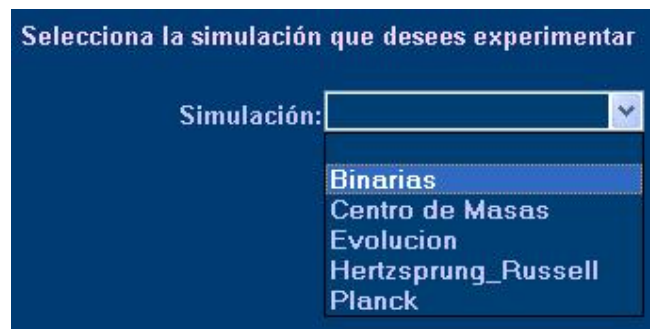 Selecciona la simulación que desees experimentar
Simulación:
Binarias
Centro de Masas
Evolucion
Hertzsprung_Russell
Planck